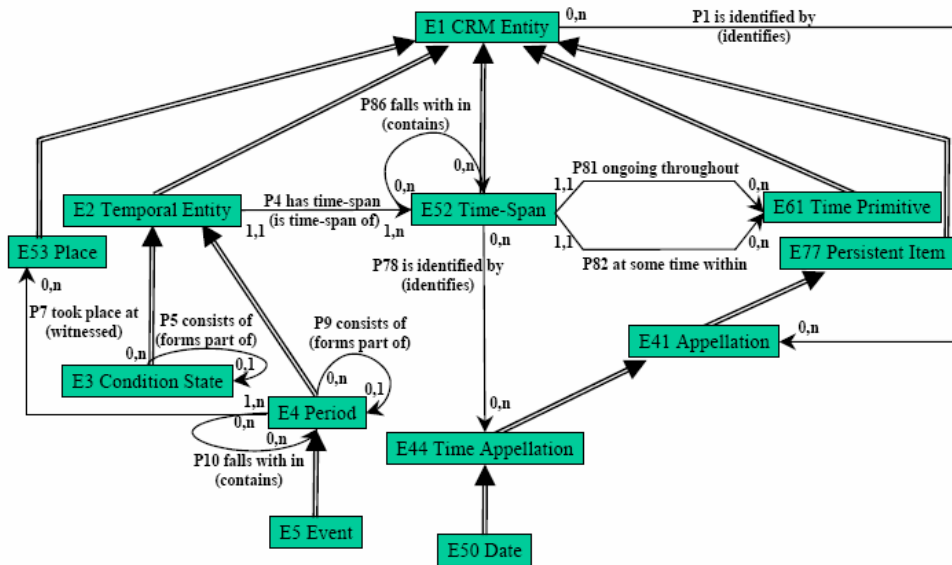 0,n
P1 is identified by
E1 CRM Entity
(identifies)
P86 falls with in
(contains)
0,n
P81 ongoing throughout
0,n
P4 has time-span
1,1
0,n
E2 Temporal Entity
(is time-span of)
E52 Time-Span
E61 Time Primitive
1,1
1,n
0,n
1,1
0,n
E53 Place
P78 is identified by
P82 at some time within
E77 Persistent Item
0,n
(identifies)
P7 took place at
(witnessed)
P5 consists of
(forms part of)
P9 consists of
(forms part of)
0,n
E41 Appellation
0,n
0,1
0,n
E3 Condition State
0,1
1,n
0,n
E4 Period
0,n
0,n
E44 Time Appellation
P10 falls with in
(contains)
E5 Event
E50 Date